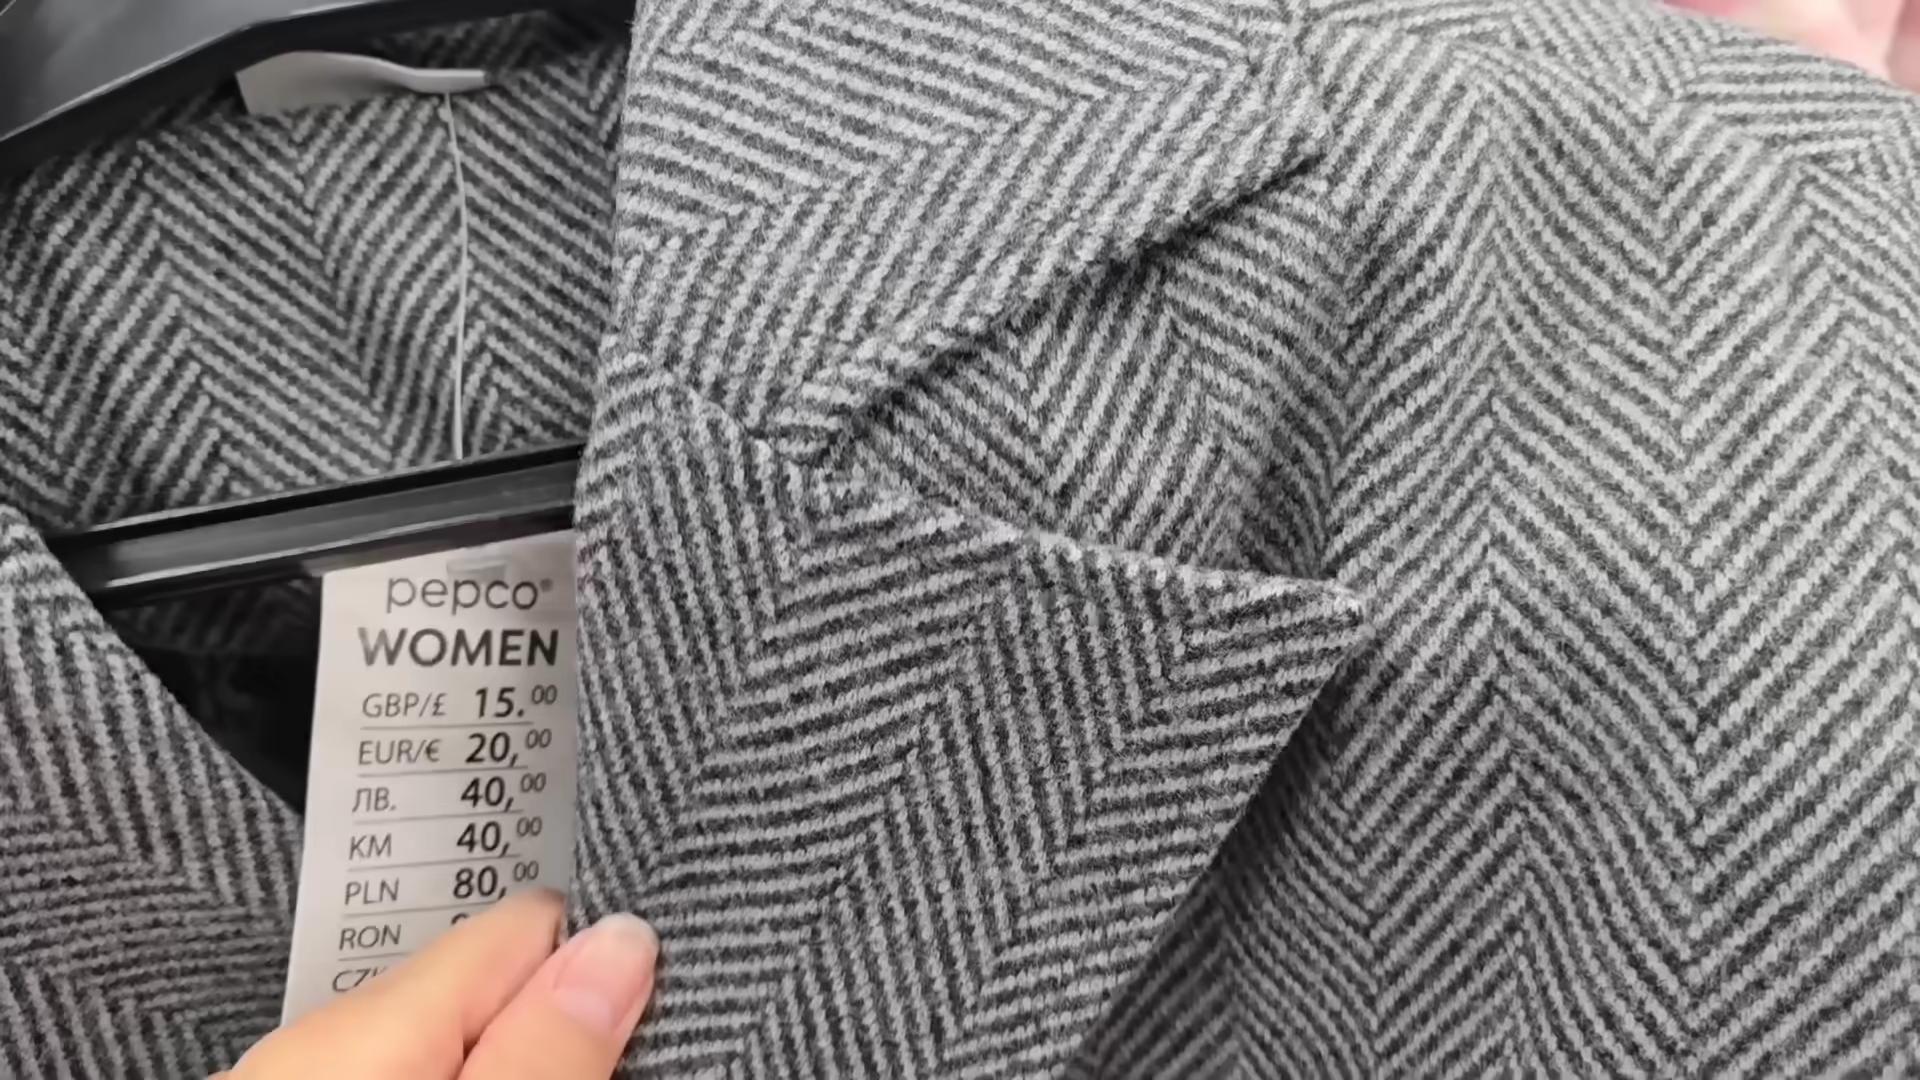 pepco®
WOMEN
GBP/£ 15.00
EUR/€ 20,00
ЛВ. 40,00
KM 40,00
PLN 80,00
RON